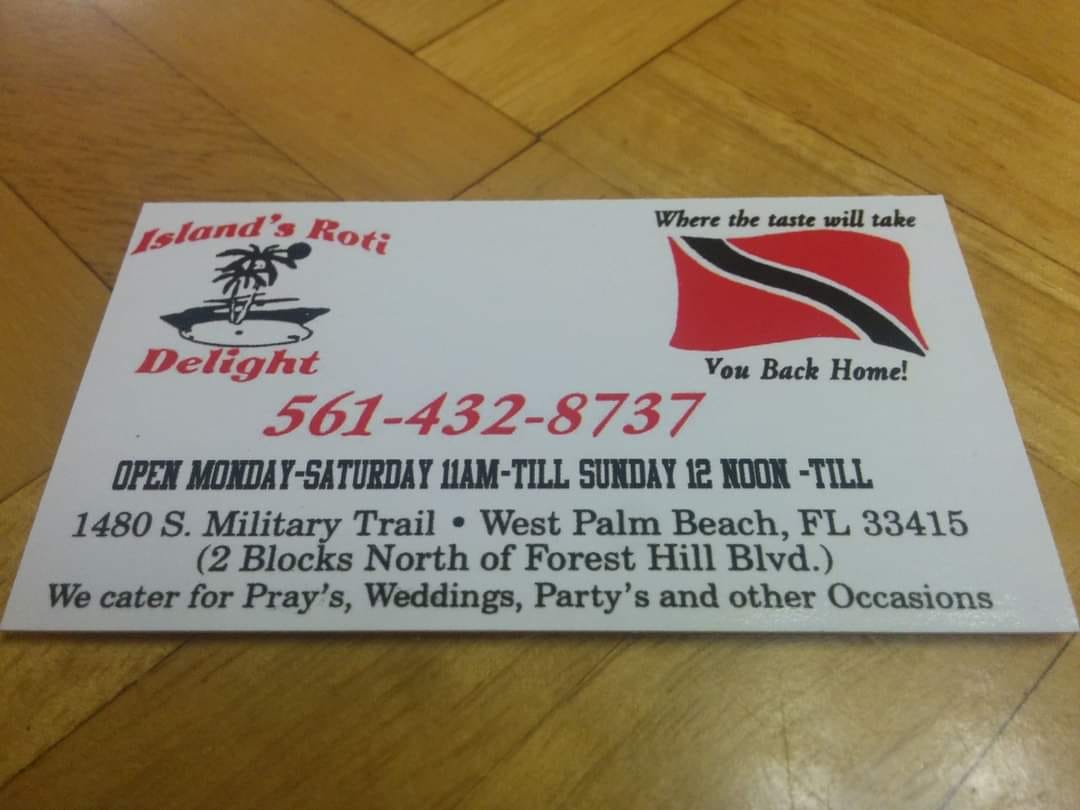 Island's Roti
Delight
Where the taste will take
You Back Home!
561-432-8737
OPEN MONDAY-SATURDAY 11AM-TILL SUNDAY 12 NOON -TILL
1480 S. Military Trail • West Palm Beach, FL 33415
(2 Blocks North of Forest Hill Blvd.)
We cater for Pray's, Weddings, Party's and other Occasions